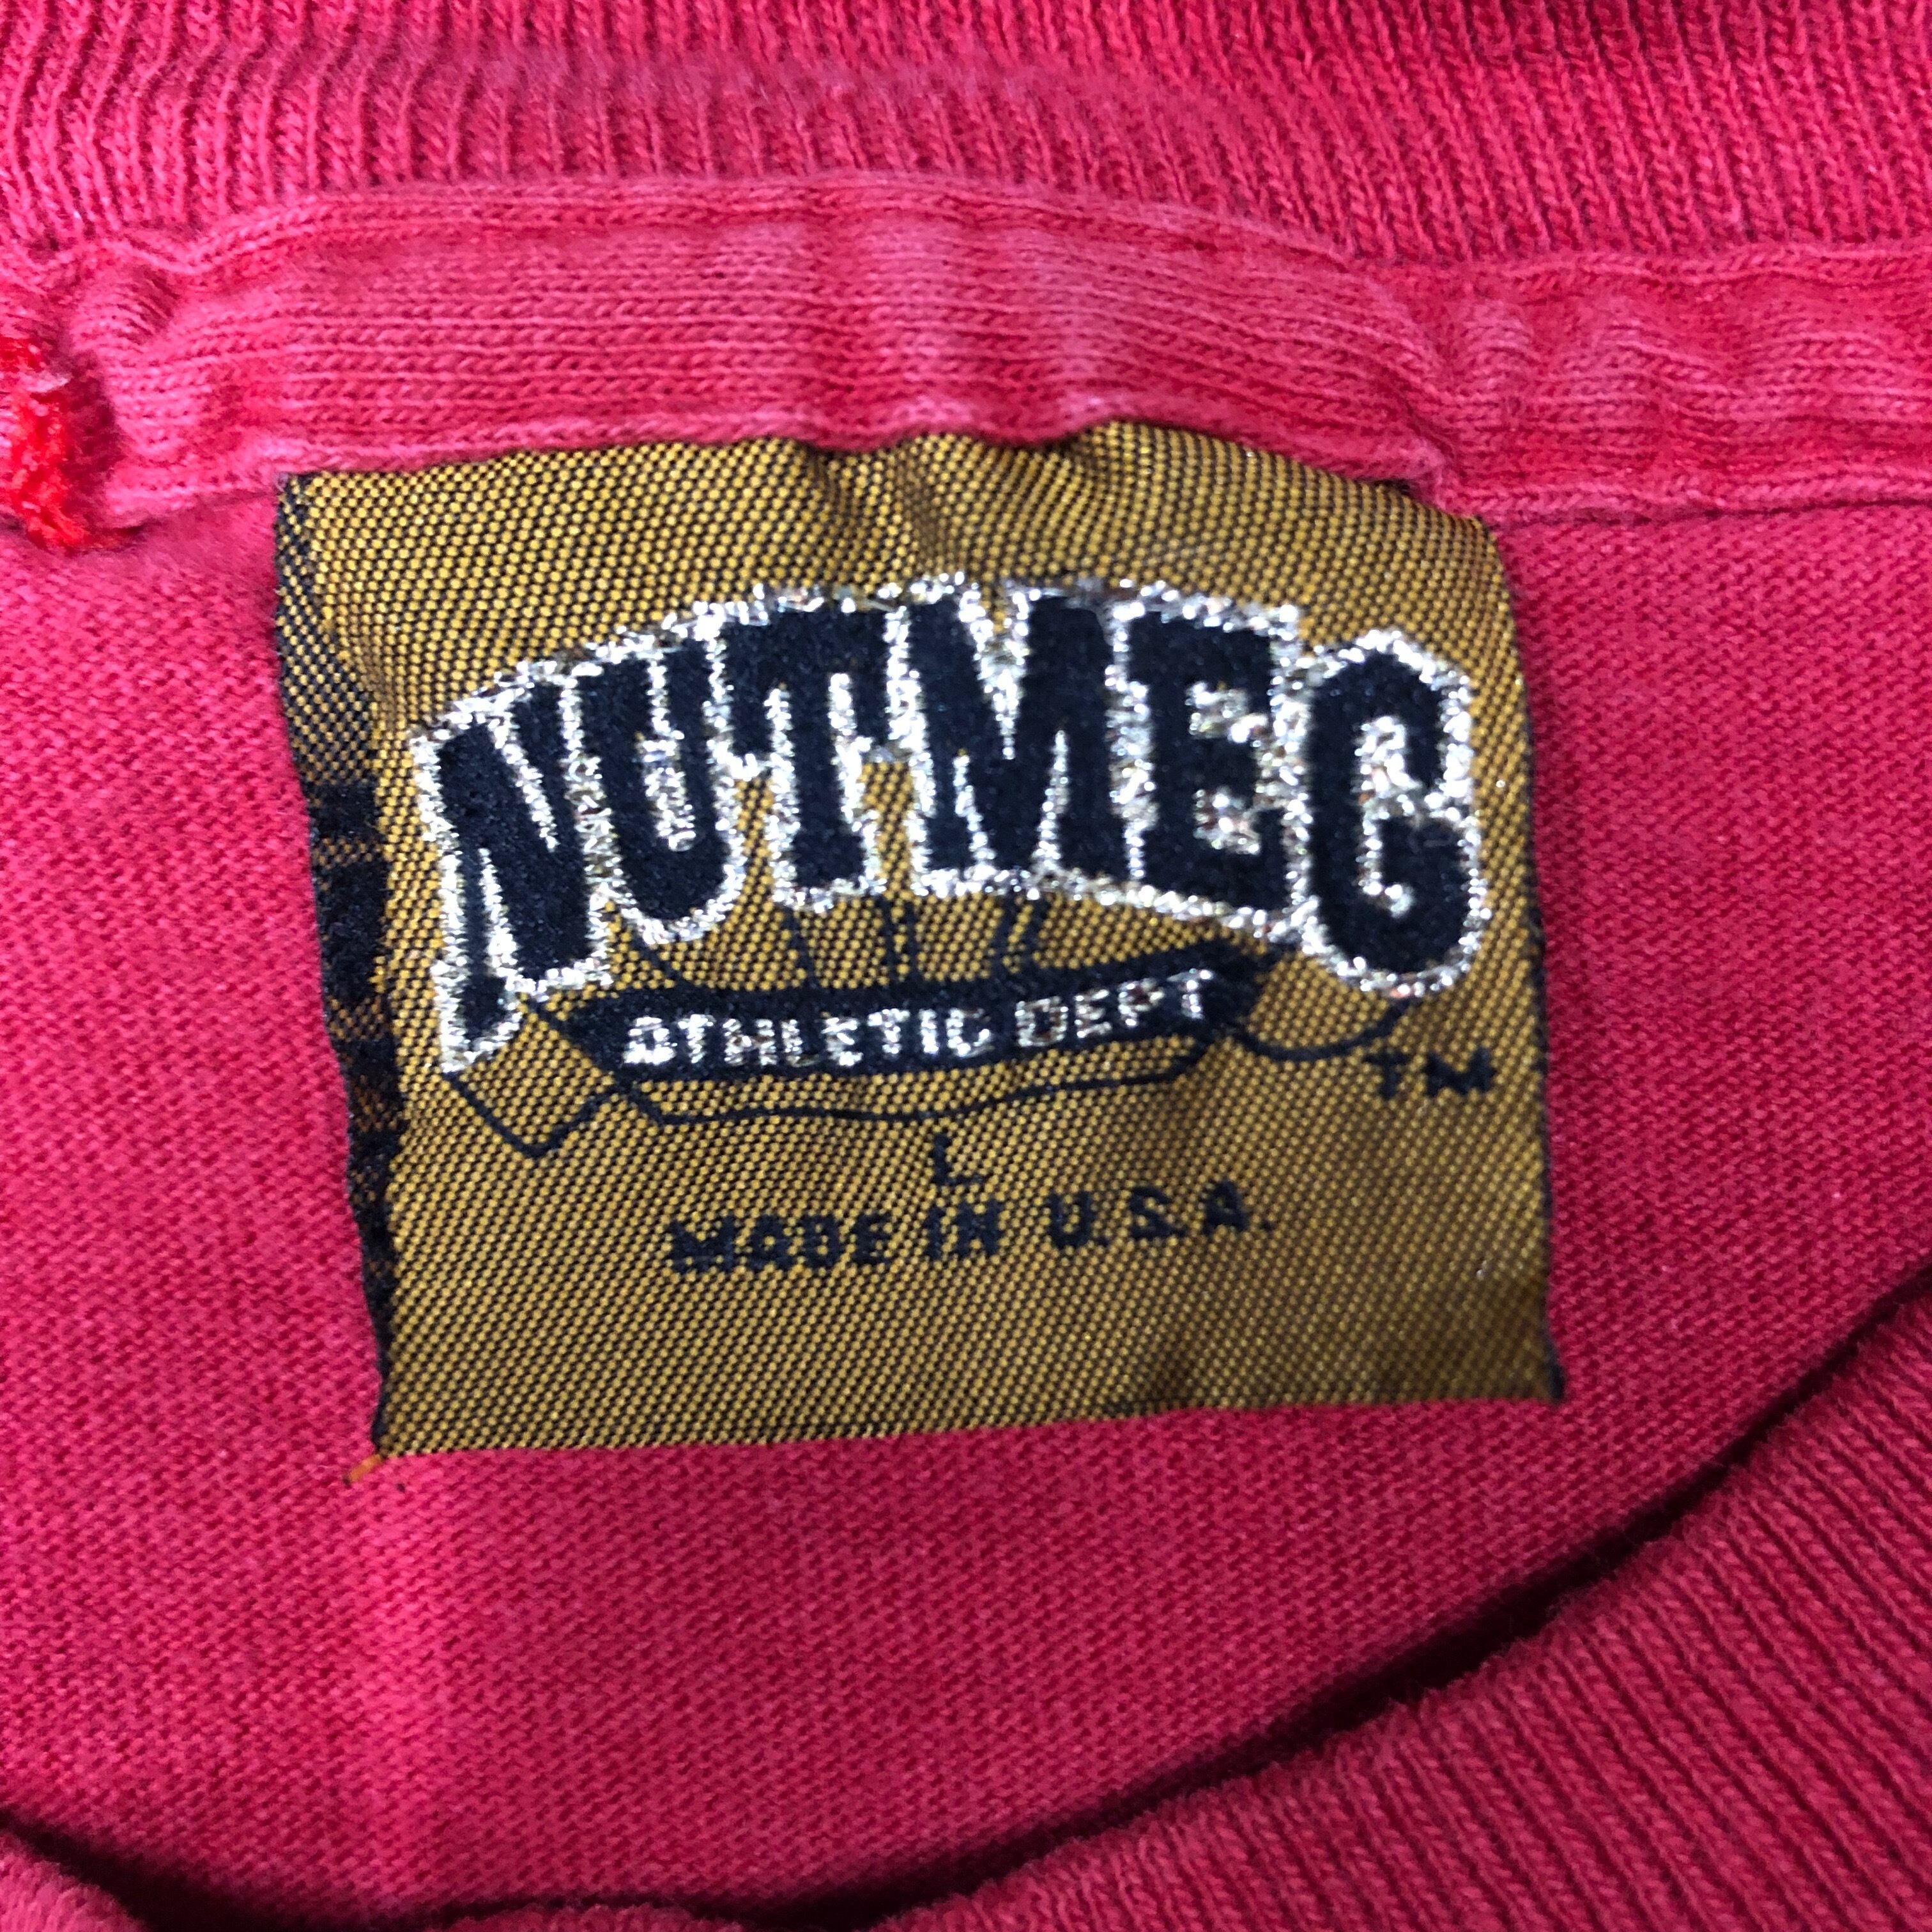 NUTMEG
ATHLETIC DEPT
TM
L
MADE IN U.S.A.